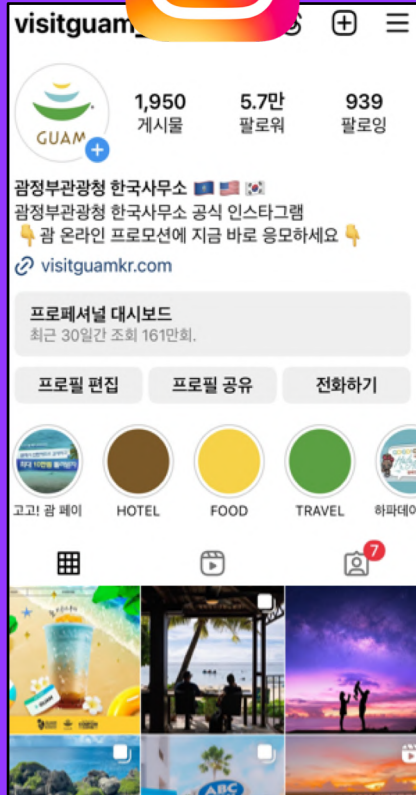 visitguam_
1,950
게시물
5.7만
팔로워
939
팔로잉
GUAM
괌정부관광청 한국사무소
괌정부관광청 한국사무소 공식 인스타그램
괌 온라인 프로모션에 지금 바로 응모하세요
visitguamkr.com
프로페셔널 대시보드
최근 30일간 조회 161만회.
프로필 편집
프로필 공유
전화하기
고고! 괌 페이
HOTEL
FOOD
TRAVEL
하파데이
7
GUAM
ABC